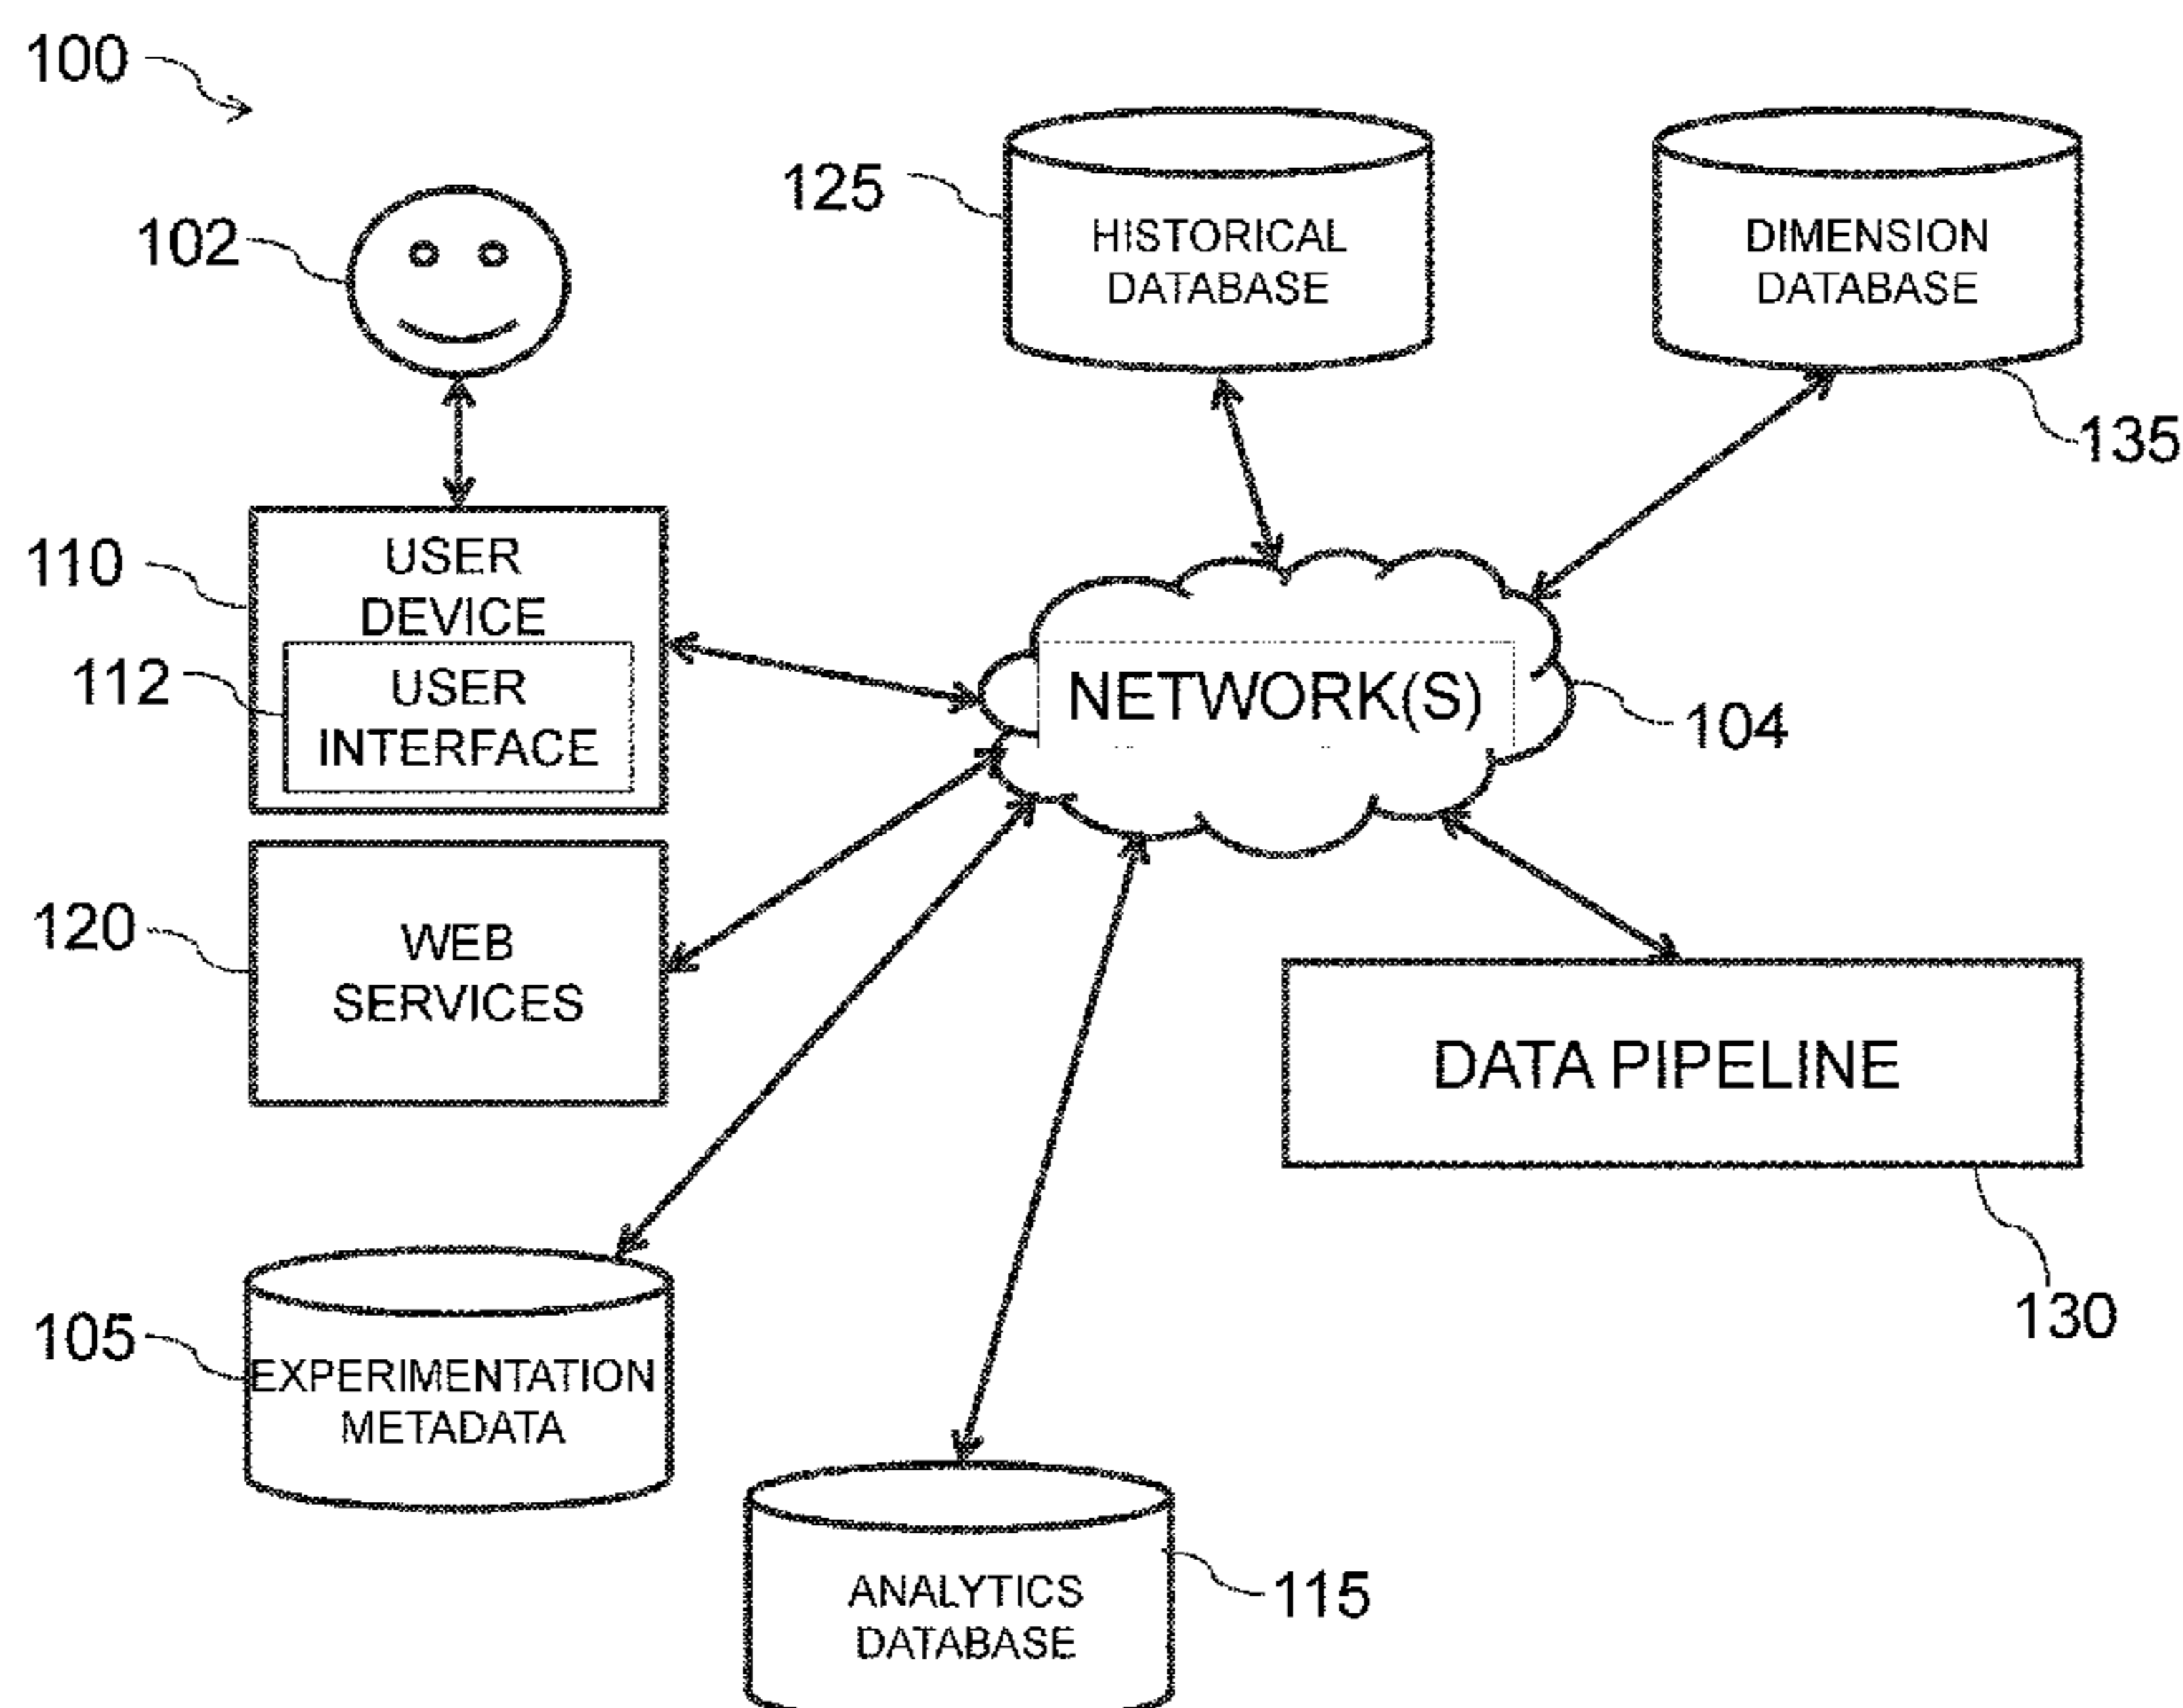 100
102
125
HISTORICAL
DATABASE
DIMENSION
DATABASE
135
110
USER
DEVICE
112
USER
INTERFACE
NETWORK(S)
104
120
WEB
SERVICES
DATA PIPELINE
130
105
EXPERIMENTATION
METADATA
ANALYTICS
DATABASE
115